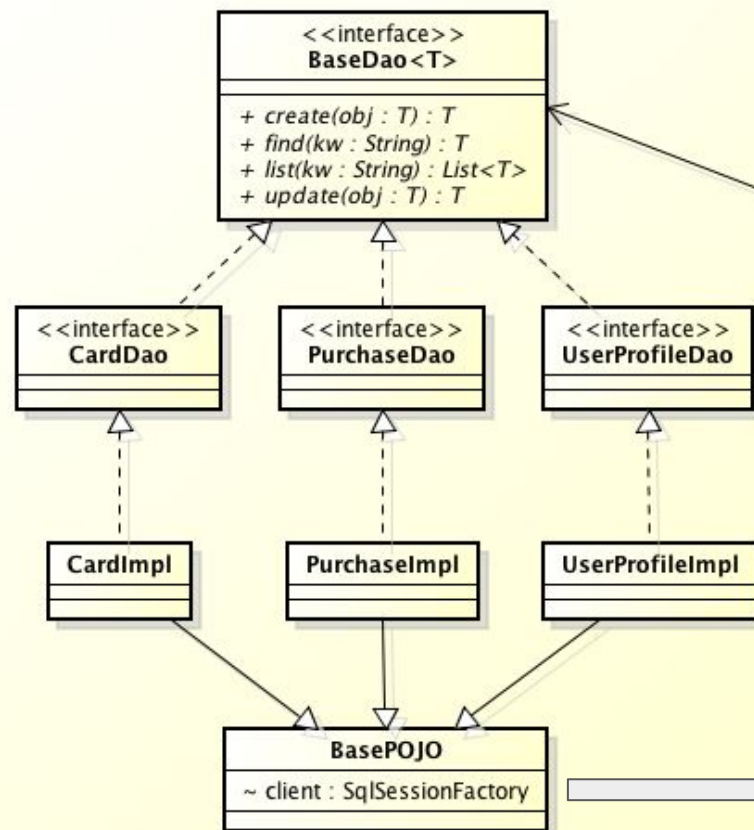 <<interface>>
BaseDao<T>
+ create(obj : T) : T
+ find(kw : String) : T
+ list(kw : String) : List<T>
+ update(obj : T) : T
<<interface>>
CardDao
<<interface>>
PurchaseDao
<<interface>>
UserProfileDao
CardImpl
PurchaseImpl
UserProfileImpl
BasePOJO
~ client : SqlSessionFactory